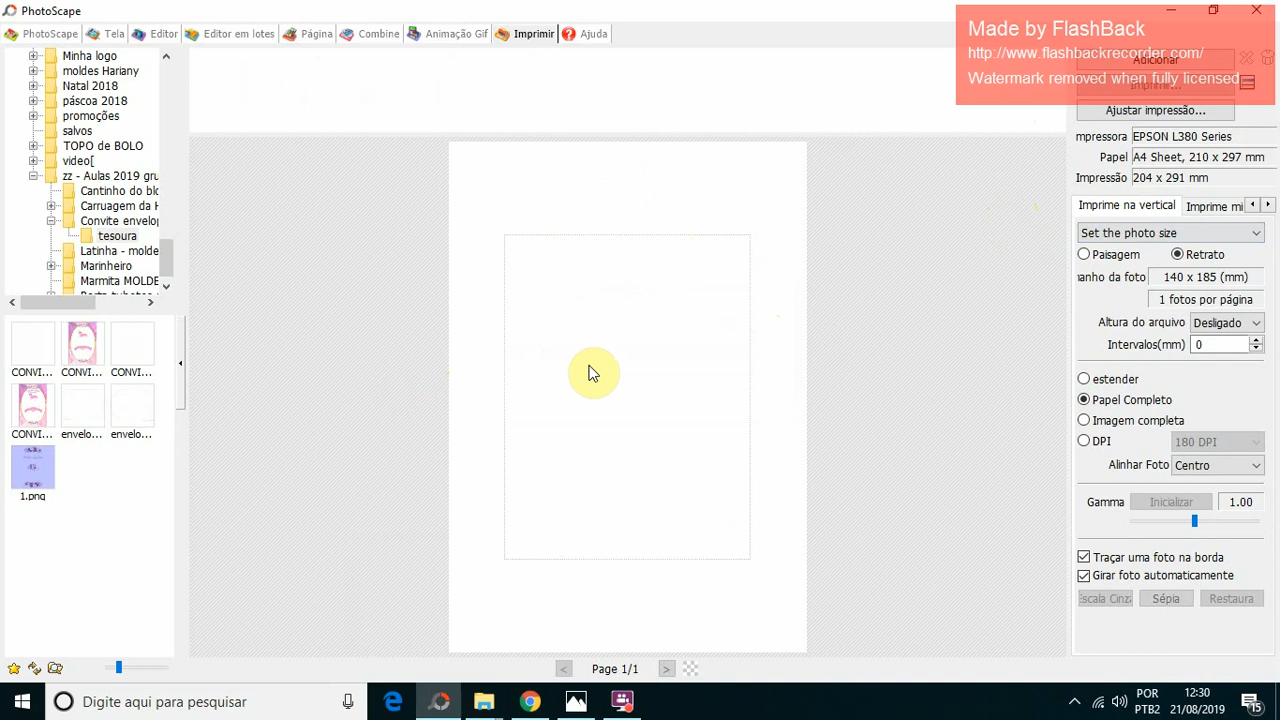 PhotoScape
Made by FlashBack
http://www.flashbackrecorder.com/
Watermark removed when fully licensed
PhotoScape
Tela
Editor
Editor em lotes
Página
Combine
Animação Gif
Imprimir
Ajuda
Adicionar
Imprimir...
Ajustar impressão...
Minha logo
moldes Hariany
Natal 2018
páscoa 2018
promoções
salvos
TOPO de BOLO
video[
zz - Aulas 2019 gru
Cantinho do blo
Carruagem da H
Convite envelop
tesoura
Latinha - molde
Marinheiro
Marmita MOLDE
CONVI...
CONVI...
CONVI...
CONVI...
envelo...
envelo...
1.png
Page 1/1
mpressora
EPSON L380 Series
Papel
A4 Sheet, 210 x 297 mm
Impressão
204 x 291 mm
Imprime na vertical
Imprime mi
Set the photo size
Paisagem
Retrato
anho da foto
140 x 185 (mm)
1 fotos por página
Altura do arquivo
Desligado
Intervalos(mm)
0
estender
Papel Completo
Imagem completa
DPI
180 DPI
Alinhar Foto
Centro
Gamma
Inicializar
1.00
Traçar uma foto na borda
Girar foto automaticamente
Escala Cinza
Sépia
Restaura
Digite aqui para pesquisar
POR
PTB2
12:30
21/08/2019
15